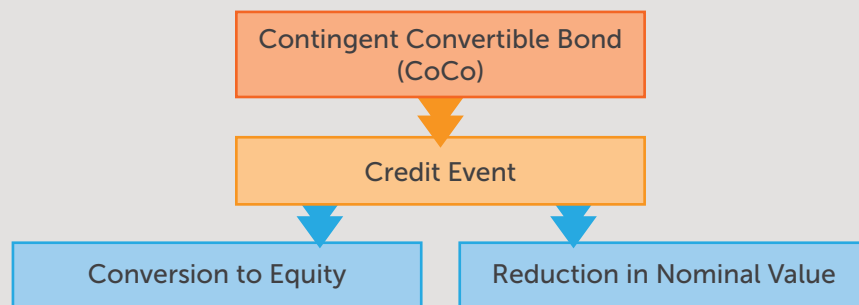 Contingent Convertible Bond
(CoCo)
Credit Event
Conversion to Equity
Reduction in Nominal Value